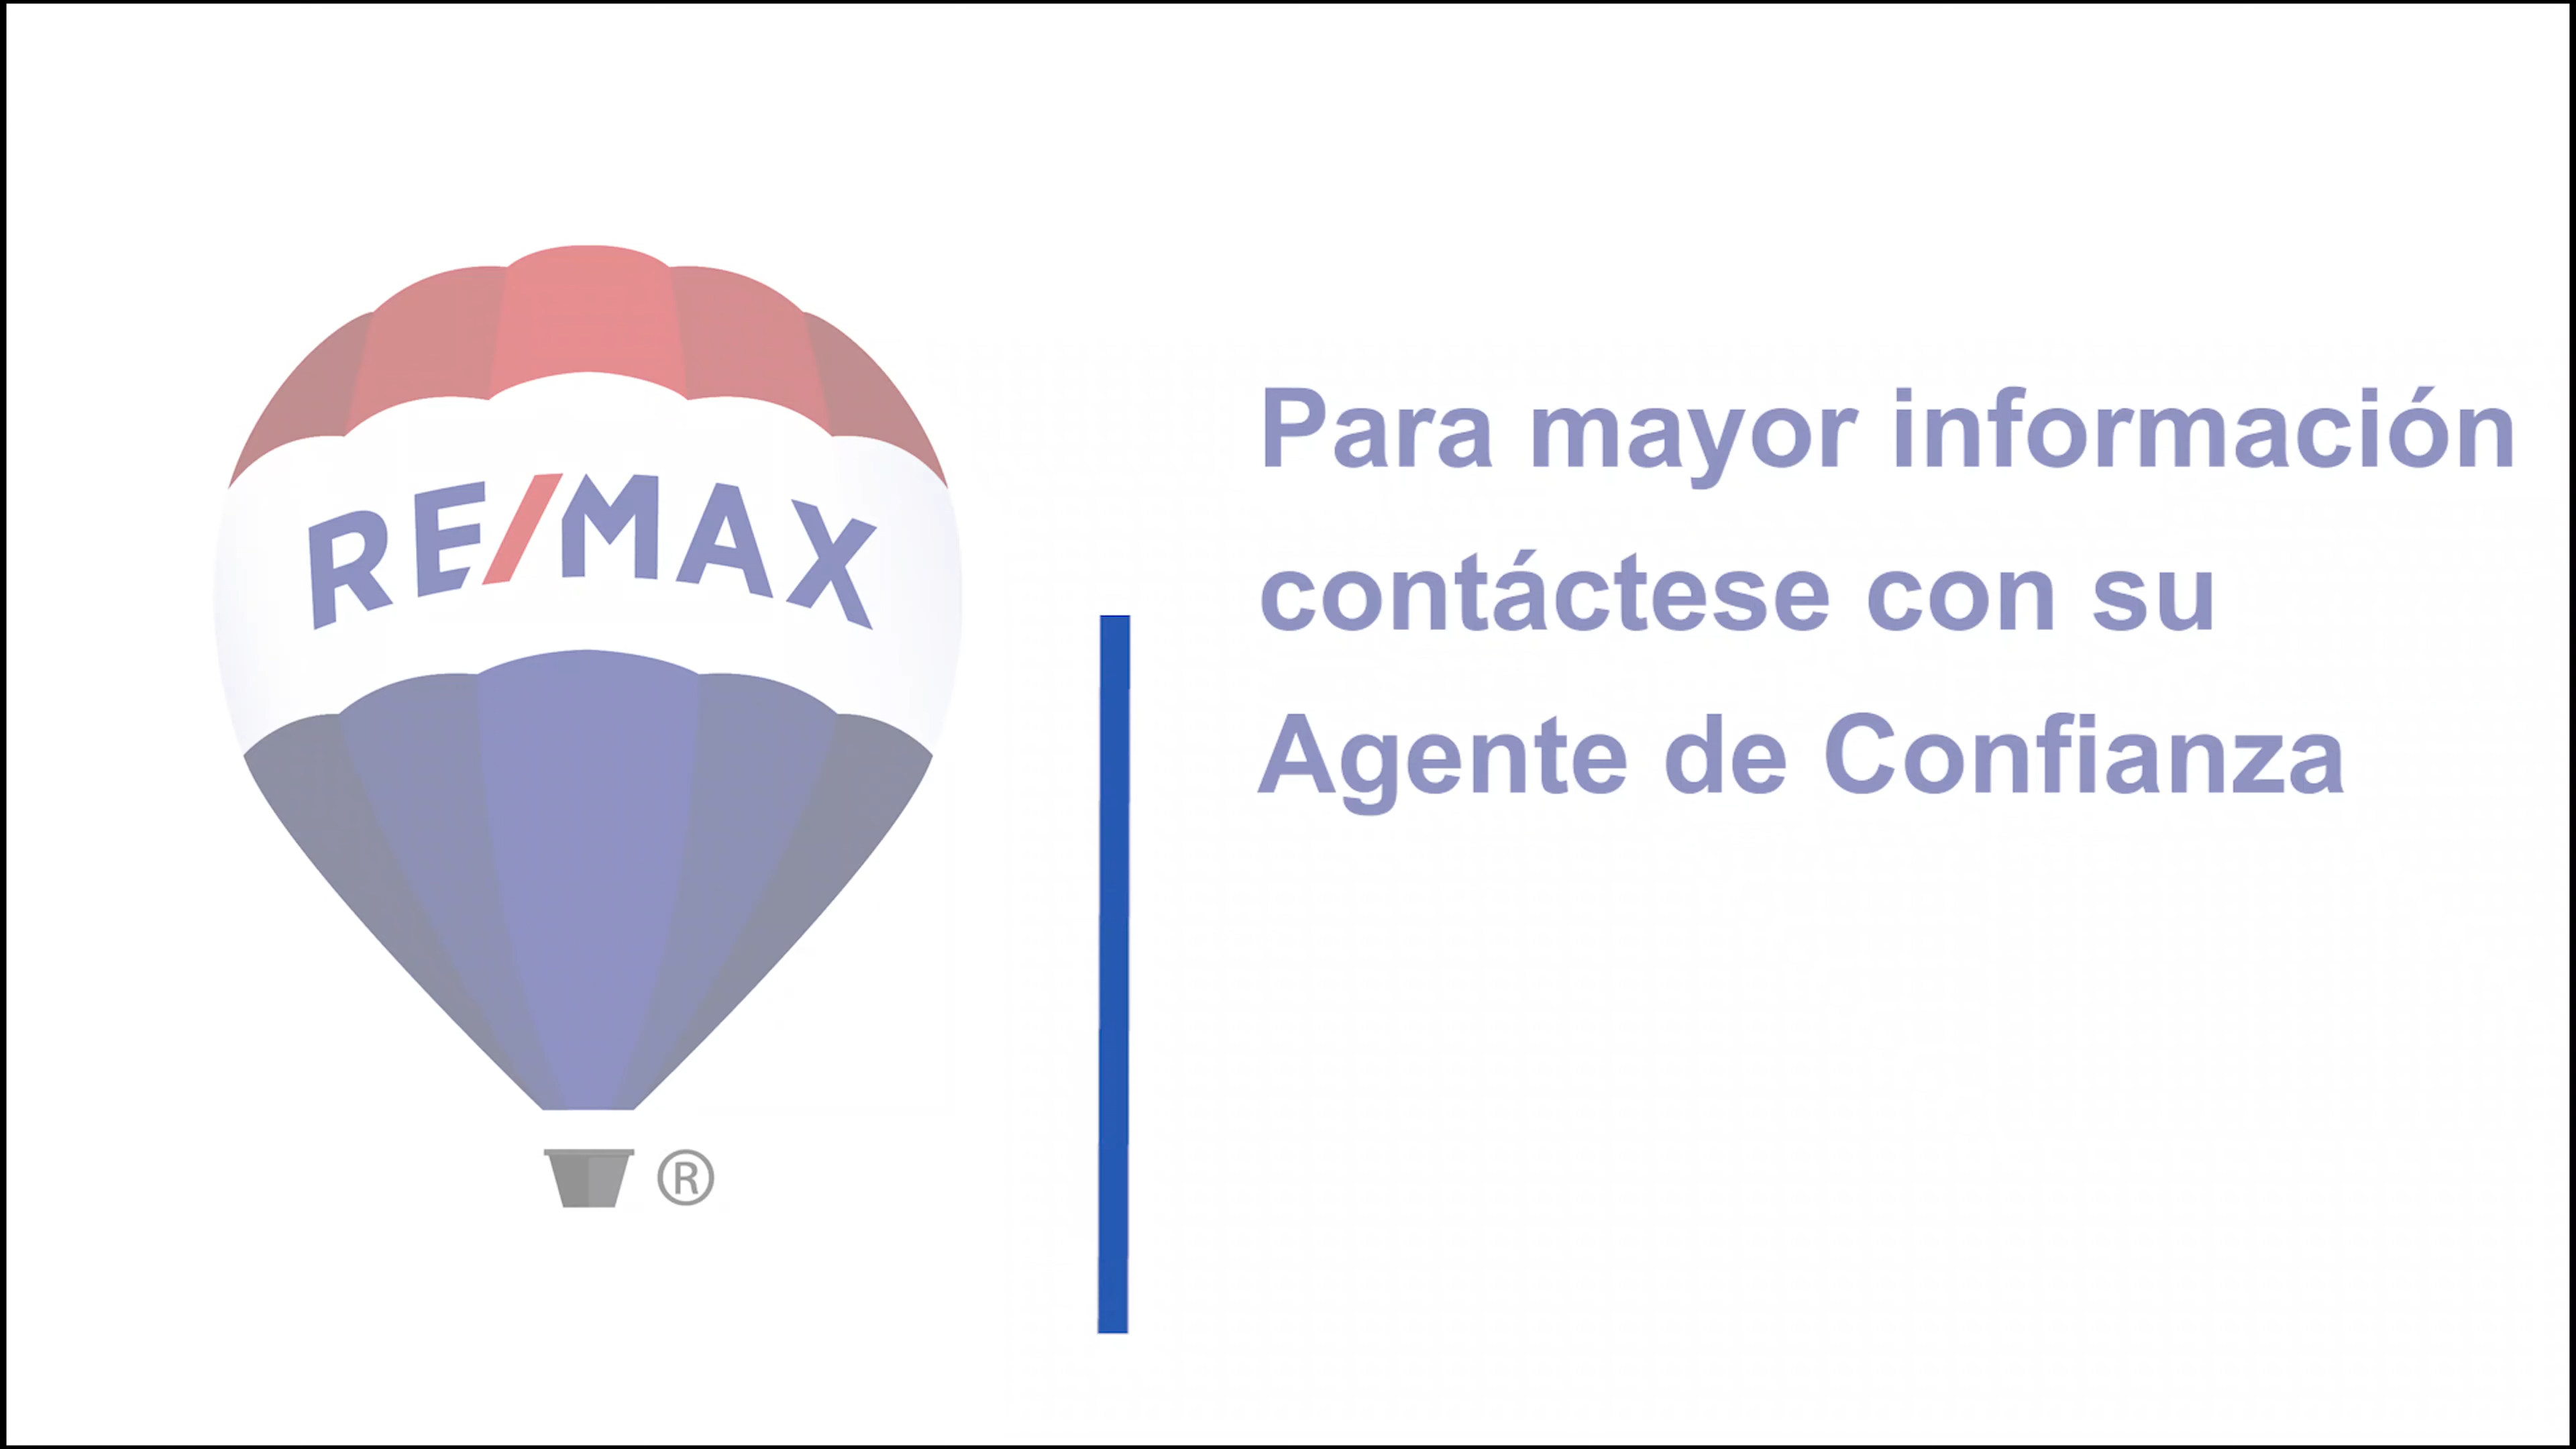 RE/MAX
®
Para mayor información
contáctese con su
Agente de Confianza